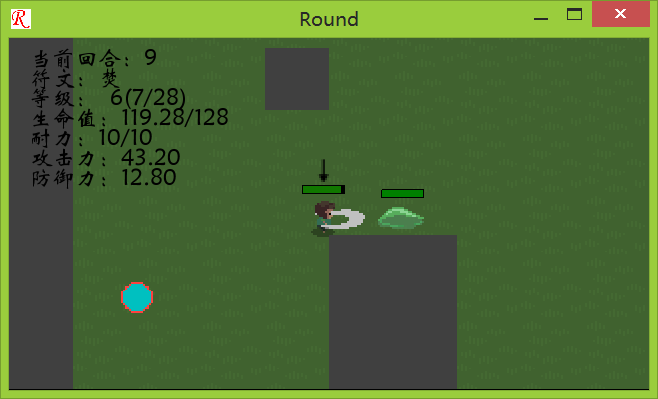 R
Round
当前回合：9
符文：焚
等级： 6(7/28)
生命值：119.28/128
耐力：10/10
攻击力：43.20
防御力：12.80